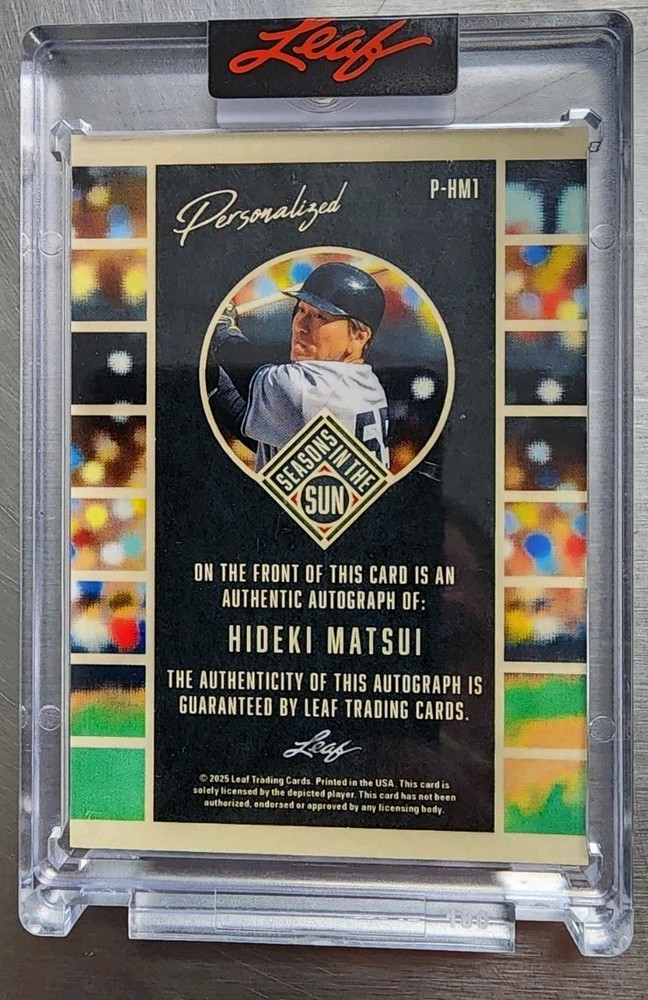 Leaf
Personalized
P-HM1
55
SEASONS IN THE
SUN
ON THE FRONT OF THIS CARD IS AN
AUTHENTIC AUTOGRAPH OF:
HIDEKI MATSUI
THE AUTHENTICITY OF THIS AUTOGRAPH IS
GUARANTEED BY LEAF TRADING CARDS.
Leaf
© 2025 Leaf Trading Cards. Printed in the USA. This card is
solely licensed by the depicted player. This card has not been
authorized, endorsed or approved by any licensing body.